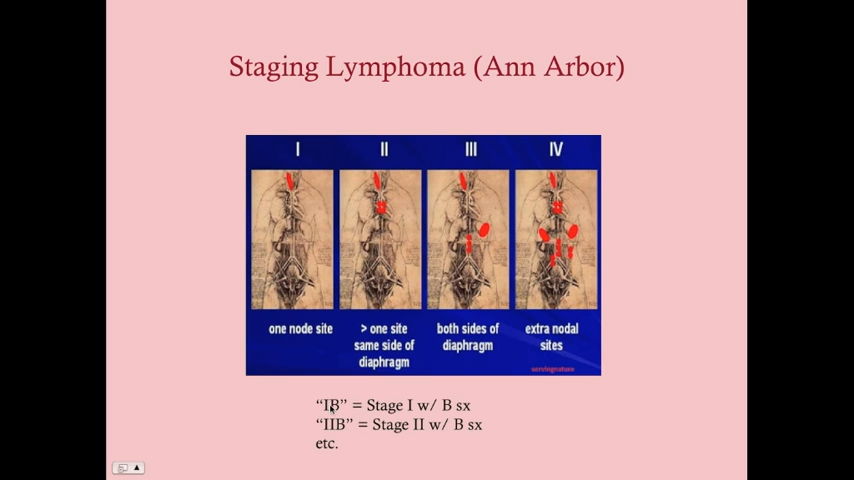 Staging Lymphoma (Ann Arbor)
I II III IV
one node site
> one site
same side of
diaphragm
both sides of
diaphragm
extra nodal
sites
“IB” = Stage I w/ B sx
“IIB” = Stage II w/ B sx
etc.